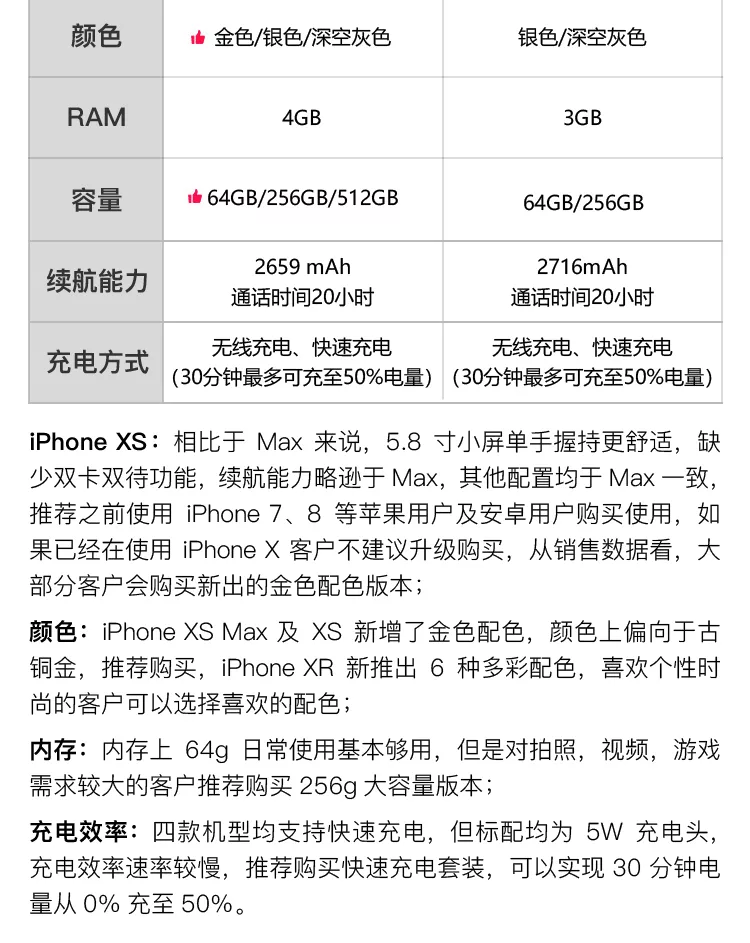 颜色 金色/银色/深空灰色 银色/深空灰色
RAM 4GB 3GB
容量 64GB/256GB/512GB 64GB/256GB
续航能力 2659 mAh 2716mAh
通话时间20小时 通话时间20小时
充电方式 无线充电、快速充电 无线充电、快速充电
(30分钟最多可充至50%电量) (30分钟最多可充至50%电量)
iPhone XS：相比于 Max 来说，5.8 寸小屏单手握持更舒适，缺
少双卡双待功能，续航能力略逊于 Max，其他配置均于 Max 一致，
推荐之前使用 iPhone 7、8 等苹果用户及安卓用户购买使用，如
果已经在使用 iPhone X 客户不建议升级购买，从销售数据看，大
部分客户会购买新出的金色配色版本；
颜色：iPhone XS Max 及 XS 新增了金色配色，颜色上偏向于古
铜金，推荐购买，iPhone XR 新推出 6 种多彩配色，喜欢个性时
尚的客户可以选择喜欢的配色；
内存：内存上 64g 日常使用基本够用，但是对拍照，视频，游戏
需求较大的客户推荐购买 256g 大容量版本；
充电效率：四款机型均支持快速充电，但标配均为 5W 充电头，
充电效率速率较慢，推荐购买快速充电套装，可以实现 30 分钟电
量从 0% 充至 50%。